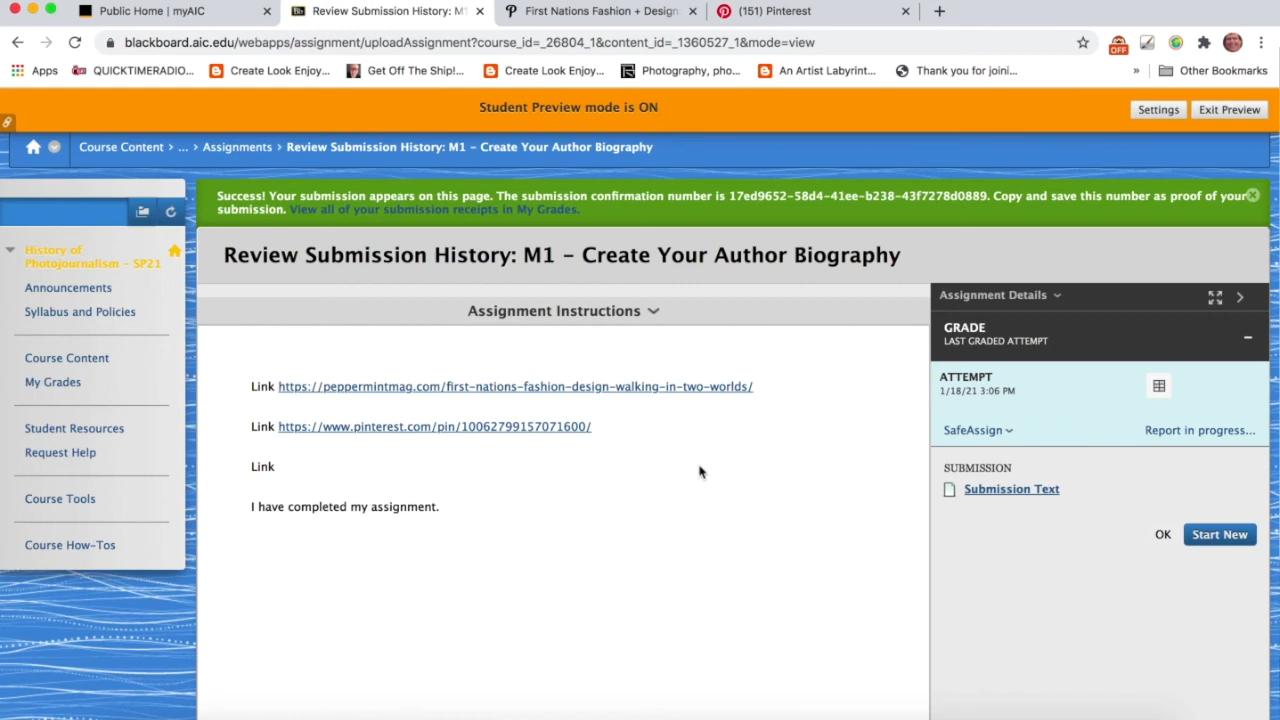 Public Home | myAIC
Review Submission History: M1
First Nations Fashion + Design
(151) Pinterest
blackboard.aic.edu/webapps/assignment/uploadAssignment?course_id=_26804_1&content_id=_1360527_1&mode=view
OFF
Apps
QUICKTIMERADIO...
Create Look Enjoy...
Get Off The Ship!...
Create Look Enjoy...
Photography, pho...
An Artist Labyrint...
Thank you for joini...
»
Other Bookmarks
Student Preview mode is ON
Settings
Exit Preview
Course Content > ... > Assignments > Review Submission History: M1 – Create Your Author Biography
Success! Your submission appears on this page. The submission confirmation number is 17ed9652-58d4-41ee-b238-43f7278d0889. Copy and save this number as proof of your
submission. View all of your submission receipts in My Grades.
History of
Photojournalism – SP21
Announcements
Syllabus and Policies
Course Content
My Grades
Student Resources
Request Help
Course Tools
Course How-Tos
Review Submission History: M1 – Create Your Author Biography
Assignment Instructions
Link https://peppermintmag.com/first-nations-fashion-design-walking-in-two-worlds/
Link https://www.pinterest.com/pin/10062799157071600/
Link
I have completed my assignment.
Assignment Details
GRADE
LAST GRADED ATTEMPT
ATTEMPT
1/18/21 3:06 PM
SafeAssign
Report in progress...
SUBMISSION
Submission Text
OK
Start New